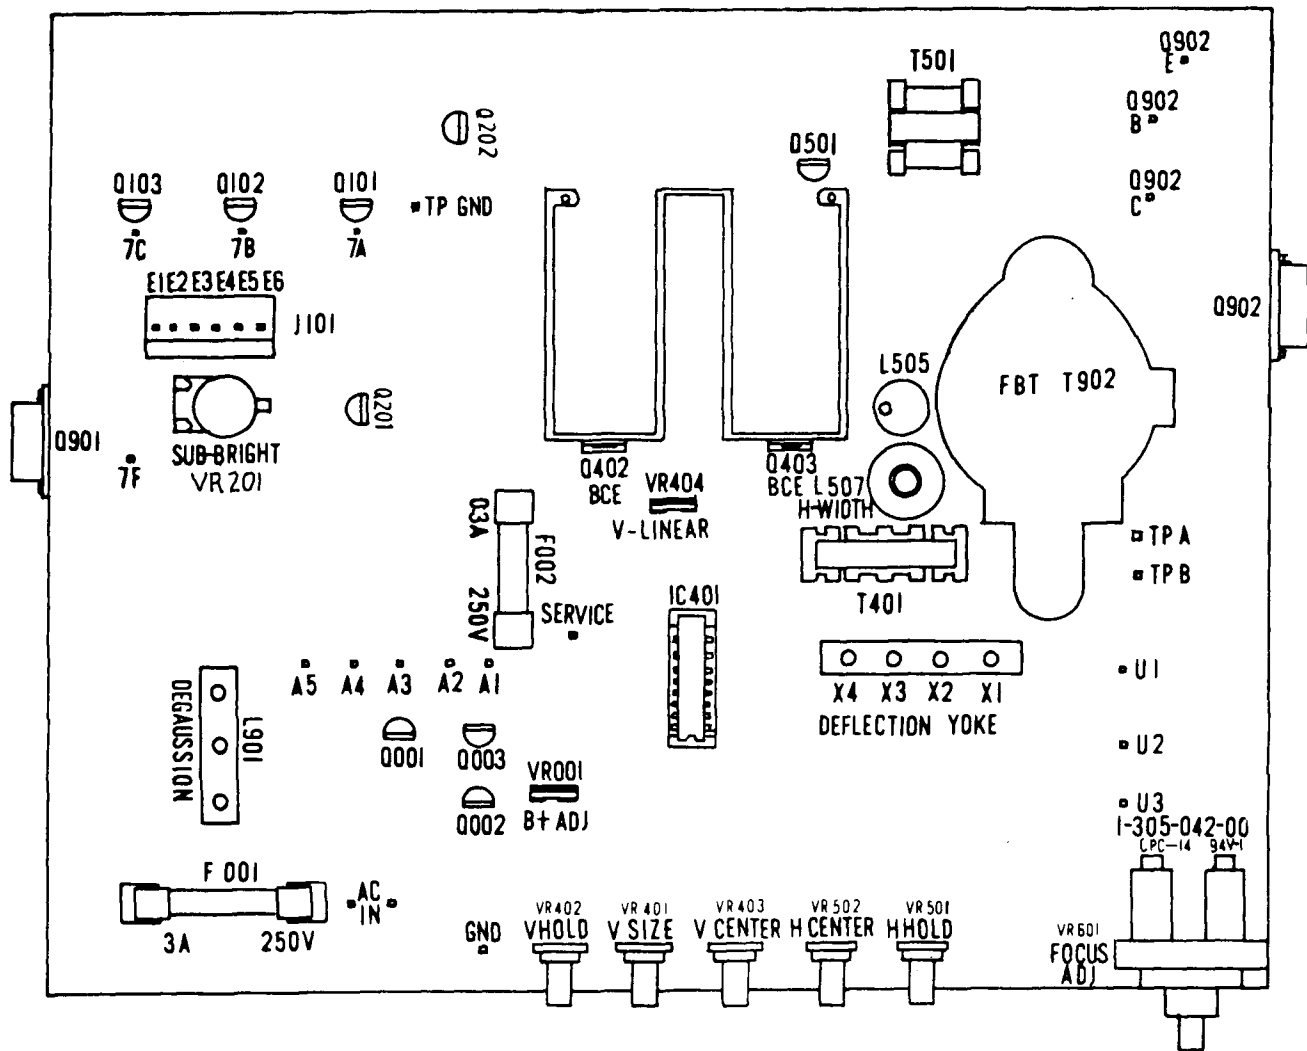 Q902
E
T501
Q902
B
Q202
Q501
Q103
Q102
Q101
TP GND
Q902
C
7C
7B
7A
E1 E2 E3 E4 E5 E6
J101
Q902
L505
FBT T902
Q201
Q901
SUB-BRIGHT
VR201
7F
Q402
BCE
VR404
V-LINEAR
Q403
BCE
L507
H-WIDTH
03A
250V
F002
TP A
TP B
SERVICE
IC401
T401
A5
A4
A3
A2
A1
X4
X3
X2
X1
DEFLECTION YOKE
U1
DEGAUSSION
L901
Q001
Q003
U2
VR001
B+ ADJ
Q002
U3
1-305-042-00
CPC-14
94V-1
F 001
3A
250V
AC
IN
GND
VR402
V HOLD
VR401
V SIZE
VR403
V CENTER
VR502
H CENTER
VR501
H HOLD
VR601
FOCUS
ADJ